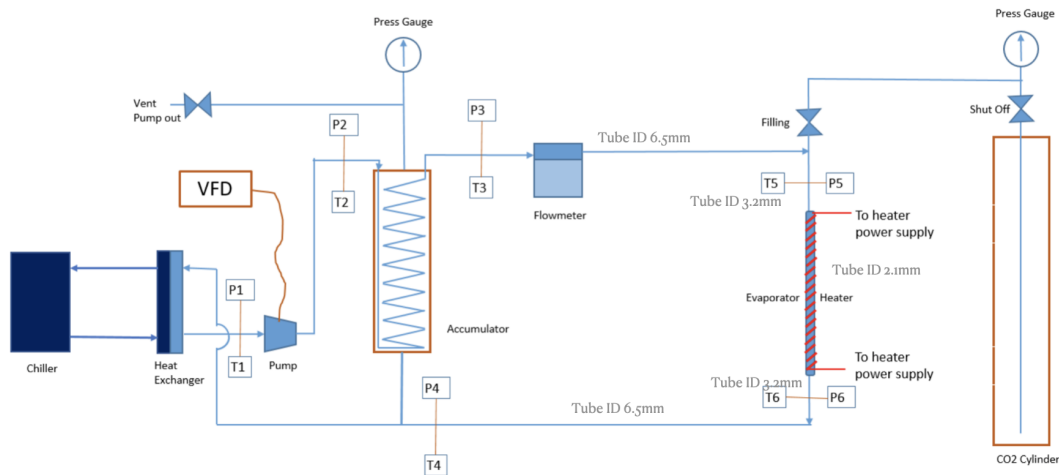 Press Gauge
Press Gauge
Vent
Pump out
P2
P3
Filling
Shut Off
Tube ID 6.5mm
VFD
T2
T3
Flowmeter
T5
P5
Tube ID 3.2mm
To heater
power supply
Tube ID 2.1mm
P1
Evaporator
Heater
Accumulator
Chiller
Heat
Exchanger
T1
Pump
To heater
power supply
Tube ID 3.2mm
P4
T6
P6
Tube ID 6.5mm
T4
CO2 Cylinder